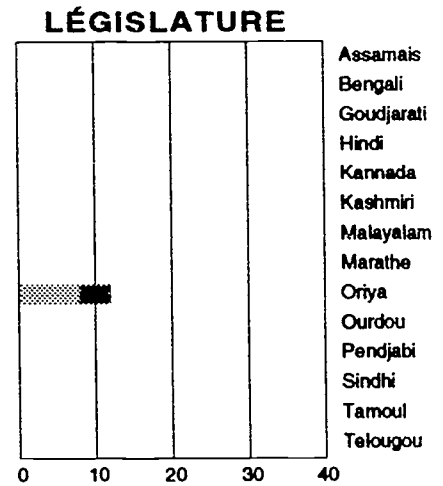 LÉGISLATURE
Assamais
Bengali
Goudjarati
Hindi
Kannada
Kashmiri
Malayalam
Marathe
Oriya
Ourdou
Pendjabi
Sindhi
Tamoul
Telougou
0 10 20 30 40